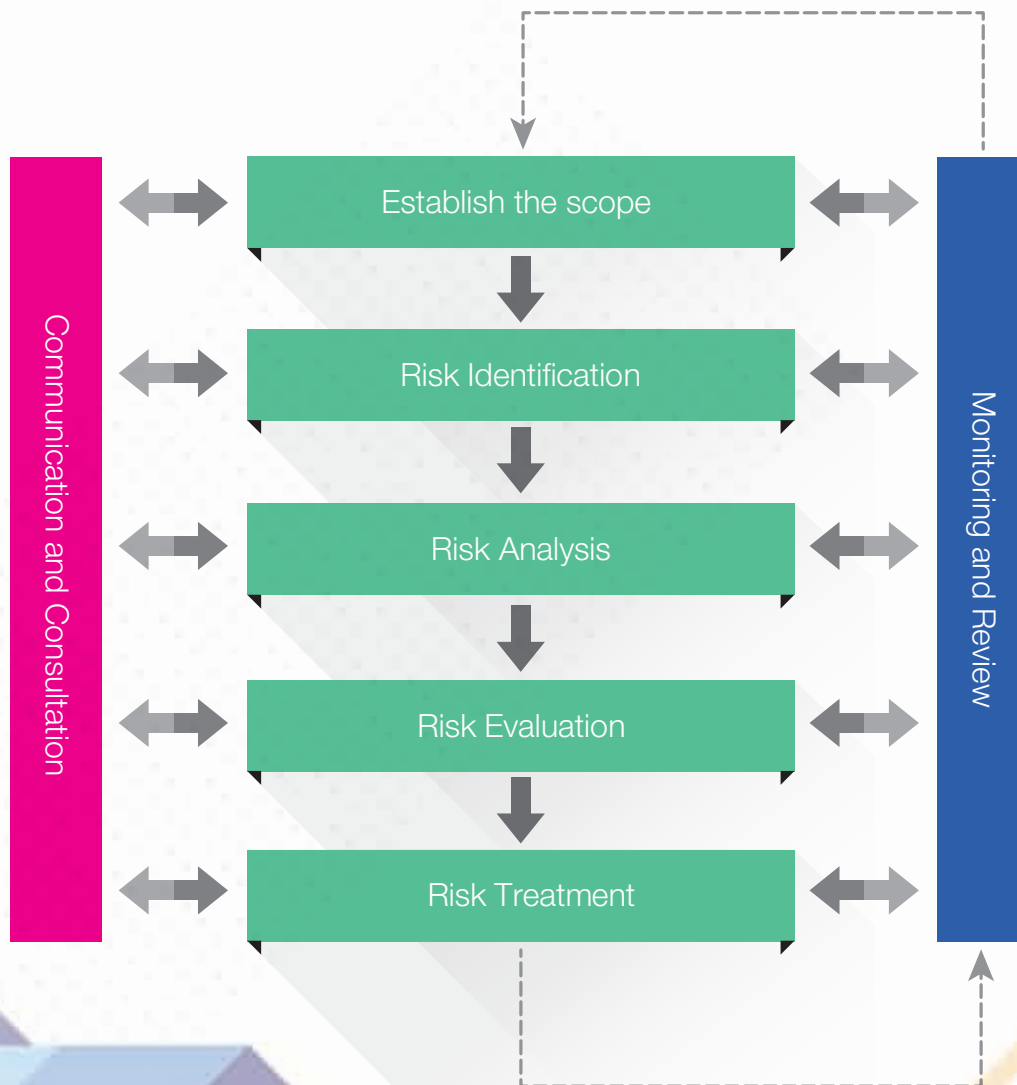 Establish the scope
Communication and Consultation
Risk Identification
Monitoring and Review
Risk Analysis
Risk Evaluation
Risk Treatment